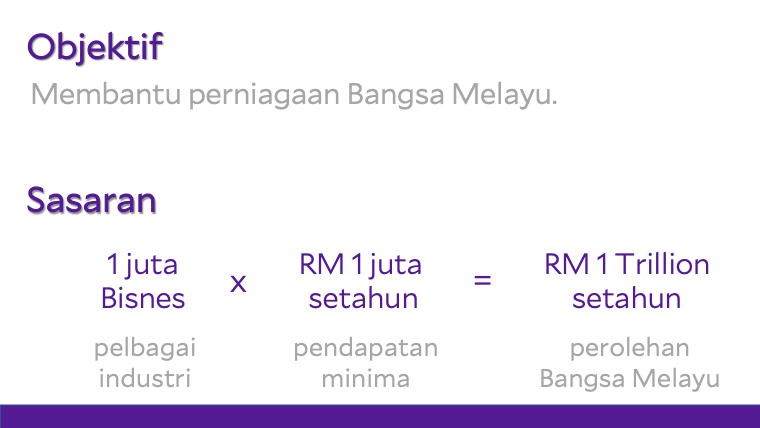 Objektif
Membantu perniagaan Bangsa Melayu.
Sasaran
1 juta
Bisnes
x
RM 1 juta
setahun
=
RM 1 Trillion
setahun
pelbagai
industri
pendapatan
minima
perolehan
Bangsa Melayu